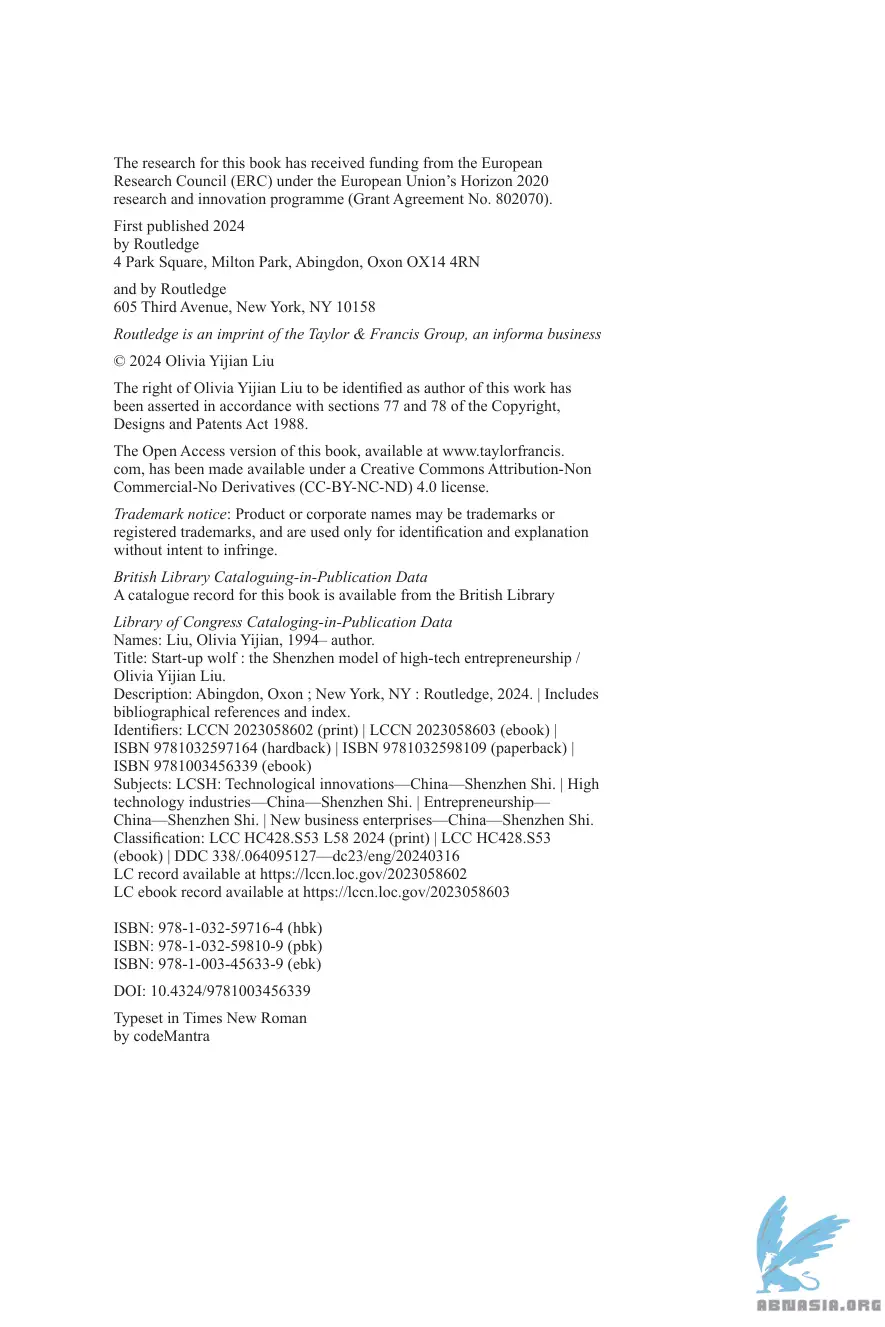 The research for this book has received funding from the European
Research Council (ERC) under the European Union’s Horizon 2020
research and innovation programme (Grant Agreement No. 802070).
First published 2024
by Routledge
4 Park Square, Milton Park, Abingdon, Oxon OX14 4RN
and by Routledge
605 Third Avenue, New York, NY 10158
Routledge is an imprint of the Taylor & Francis Group, an informa business
© 2024 Olivia Yijian Liu
The right of Olivia Yijian Liu to be identified as author of this work has
been asserted in accordance with sections 77 and 78 of the Copyright,
Designs and Patents Act 1988.
The Open Access version of this book, available at www.taylorfrancis.
com, has been made available under a Creative Commons Attribution-Non
Commercial-No Derivatives (CC-BY-NC-ND) 4.0 license.
Trademark notice: Product or corporate names may be trademarks or
registered trademarks, and are used only for identification and explanation
without intent to infringe.
British Library Cataloguing-in-Publication Data
A catalogue record for this book is available from the British Library
Library of Congress Cataloging-in-Publication Data
Names: Liu, Olivia Yijian, 1994– author.
Title: Start-up wolf : the Shenzhen model of high-tech entrepreneurship /
Olivia Yijian Liu.
Description: Abingdon, Oxon ; New York, NY : Routledge, 2024. | Includes
bibliographical references and index.
Identifiers: LCCN 2023058602 (print) | LCCN 2023058603 (ebook) |
ISBN 9781032597164 (hardback) | ISBN 9781032598109 (paperback) |
ISBN 9781003456339 (ebook)
Subjects: LCSH: Technological innovations—China—Shenzhen Shi. | High
technology industries—China—Shenzhen Shi. | Entrepreneurship—
China—Shenzhen Shi. | New business enterprises—China—Shenzhen Shi.
Classification: LCC HC428.S53 L58 2024 (print) | LCC HC428.S53
(ebook) | DDC 338/.064095127—dc23/eng/20240316
LC record available at https://lccn.loc.gov/2023058602
LC ebook record available at https://lccn.loc.gov/2023058603
ISBN: 978-1-032-59716-4 (hbk)
ISBN: 978-1-032-59810-9 (pbk)
ISBN: 978-1-003-45633-9 (ebk)
DOI: 10.4324/9781003456339
Typeset in Times New Roman
by codeMantra
ABNASIA.ORG